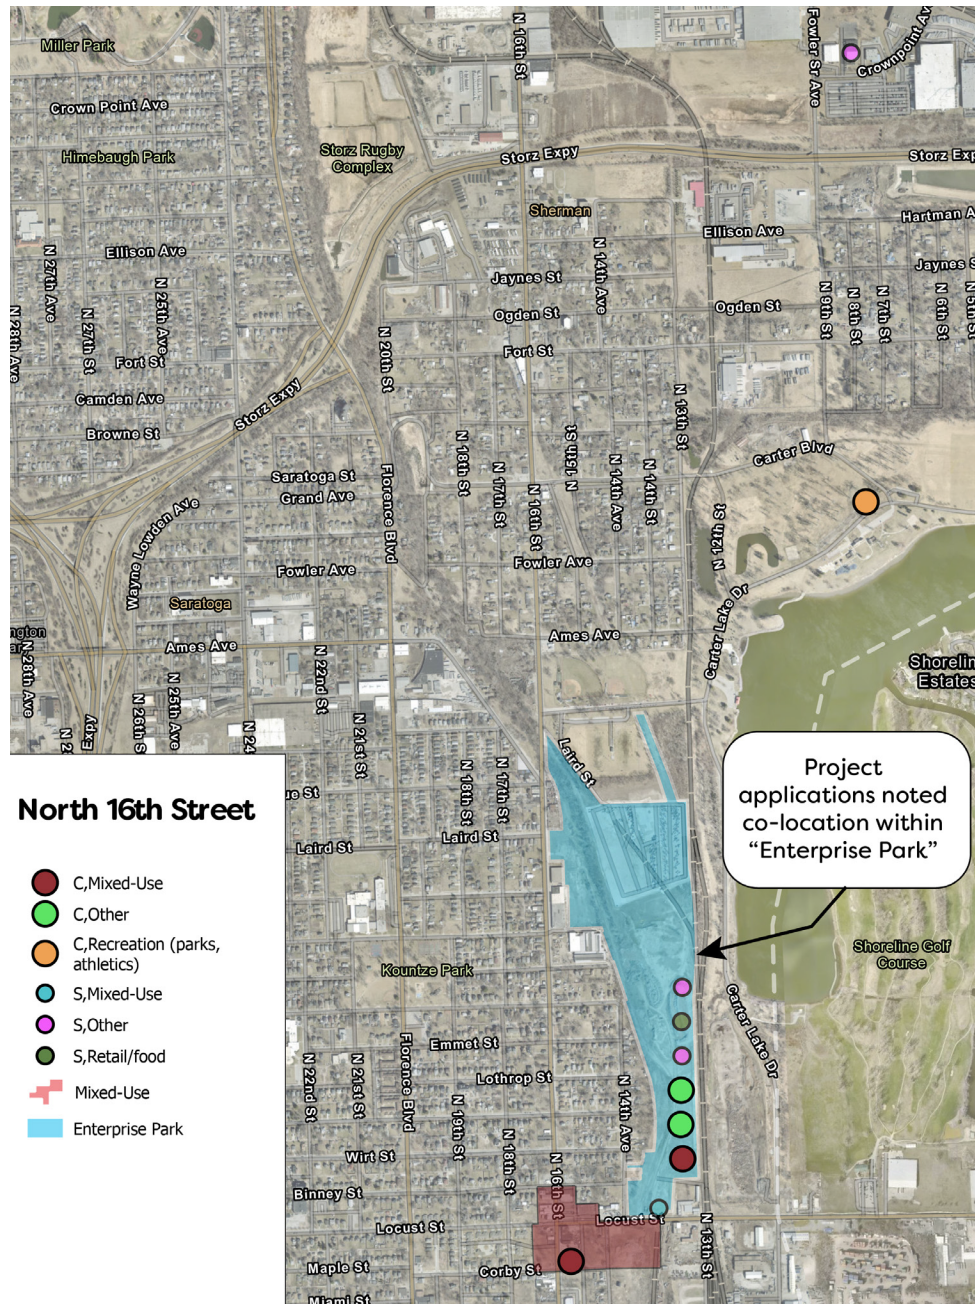 Miller Park
N 16th St
Fowler Sr Ave
Crownpoint Av
Crown Point Ave
Himebaugh Park
Storz Rugby
Complex
Storz Expy
Storz Exp
Sherman
Hartman A
Ellison Ave
Ellison Ave
N 27th Ave
N 25th Ave
N 14th Ave
Jaynes St
Jaynes S
Ogden St
Ogden St
N 9th St
N 8th St
N 7th St
N 6th St
N 5th St
N 28th Ave
N 27th St
Fort St
Fort St
N 20th St
Camden Ave
Storz Expy
N 13th St
Browne St
Carter Blvd
N 18th St
N 17th St
N 15th St
N 14th Ave
N 14th St
Saratoga St
Grand Ave
Florence Blvd
N 16th St
Wayne Lowden Ave
N 12th St
Fowler Ave
Fowler Ave
Carter Lake Dr
Saratoga
ngton
Ames Ave
Ames Ave
N 28th Ave
N 22nd St
Shoreline
Estates
N 25th Ave
N 26th S
N 24
N 21st St
N 2
Expy
Laird St
N 18th St
N 17th St
Project
applications noted
co-location within
“Enterprise Park”
North 16th Street
ue St
Laird St
Laird St
C,Mixed-Use
C,Other
C,Recreation (parks,
athletics)
S,Mixed-Use
S,Other
S,Retail/food
Mixed-Use
Enterprise Park
Kountze Park
Shoreline Golf
Course
Carter Lake Dr
Florence Blvd
Emmet St
N 22nd St
N 21st St
Lothrop St
N 14th Ave
N 19th St
Wirt St
N 18th St
N 16th St
Binney St
Locust St
Locust St
N 13th St
Maple St
Corby St
Miami St